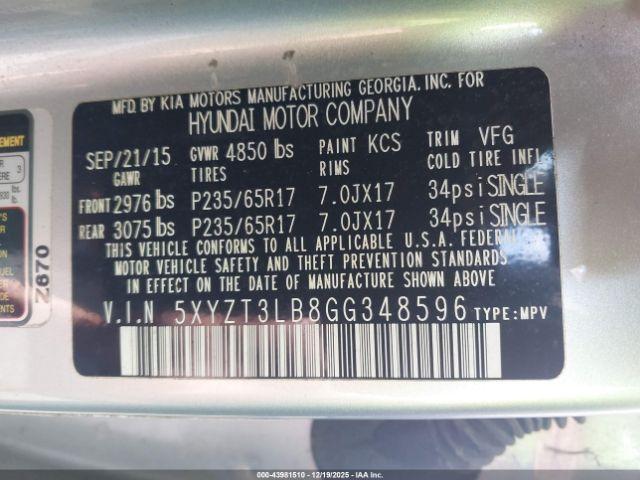 MFD. BY KIA MOTORS MANUFACTURING GEORGIA. INC. FOR
HYUNDAI MOTOR COMPANY
SEP/21/15 GVWR 4850 lbs PAINT KCS TRIM VFG
GAWR TIRES RIMS COLD TIRE INFL
FRONT 2976 lbs P235/65R17 7.0JX17 34psi SINGLE
REAR 3075 lbs P235/65R17 7.0JX17 34psi SINGLE
THIS VEHICLE CONFORMS TO ALL APPLICABLE U.S.A. FEDERAL
MOTOR VEHICLE SAFETY AND THEFT PREVENTION STANDARDS
IN EFFECT ON THE DATE OF MANUFACTURE SHOWN ABOVE.
V.I.N 5XYZT3LB8GG348596 TYPE:MPV
Z670
000-43981510 - 12/19/2025 - IAA Inc.